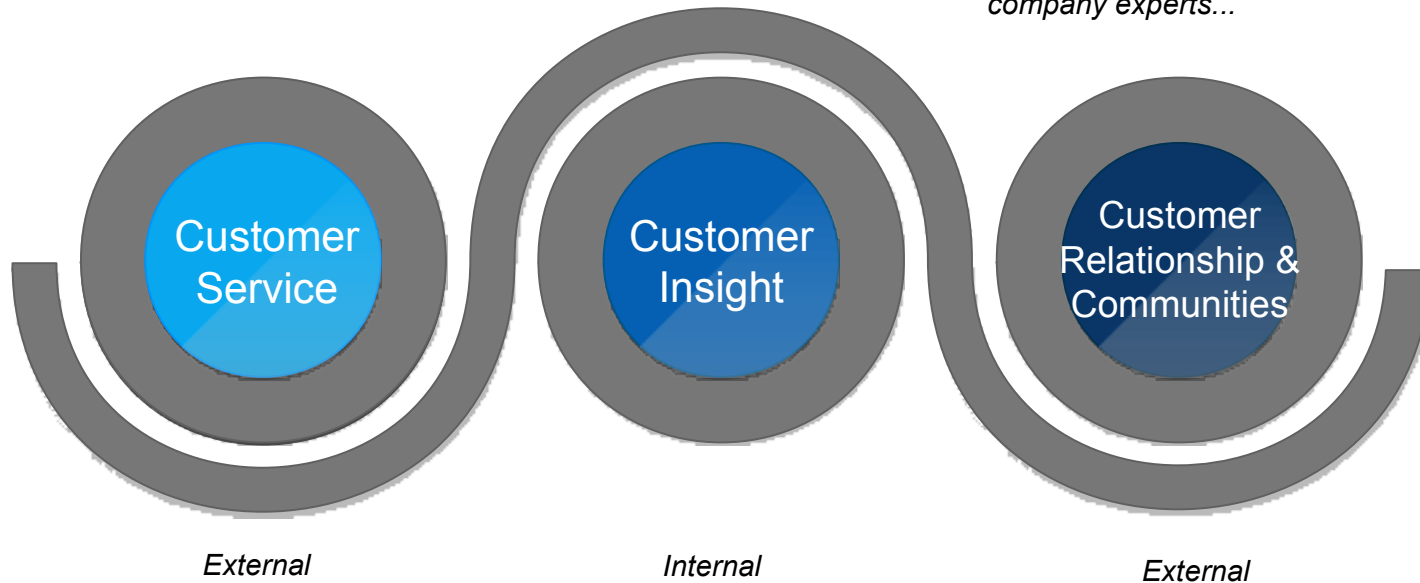 company experts...
Customer
Service
Customer
Insight
Customer
Relationship &
Communities
External
Internal
External